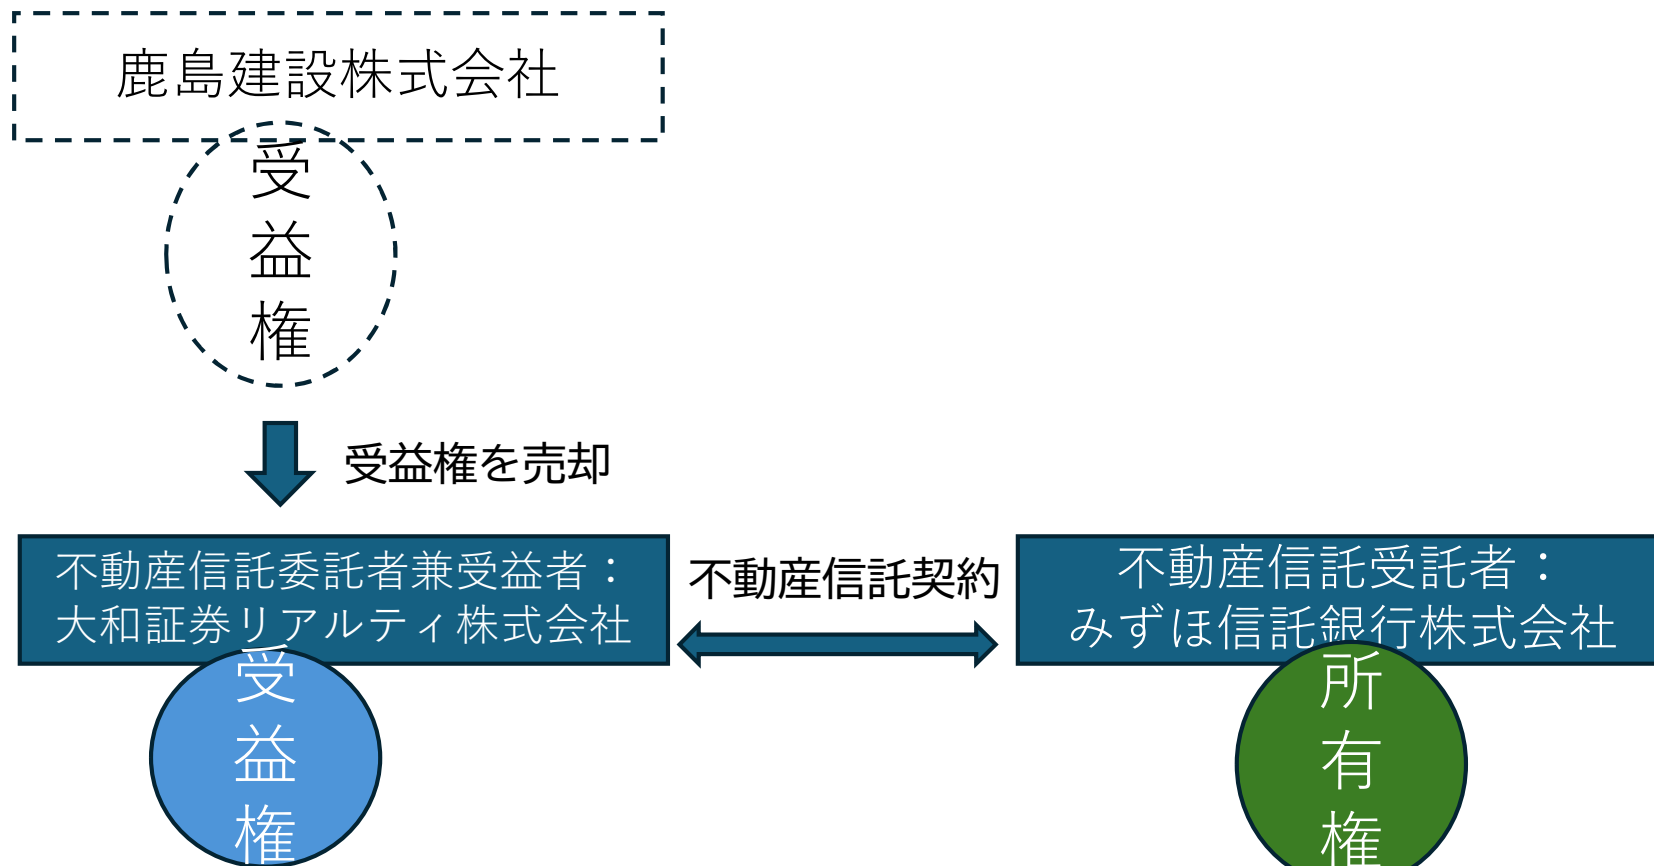 鹿島建設株式会社
受
益
権
受益権を売却
不動産信託委託者兼受益者：
大和証券リアルティ株式会社
不動産信託契約
不動産信託受託者：
みずほ信託銀行株式会社
受
益
権
所
有
権